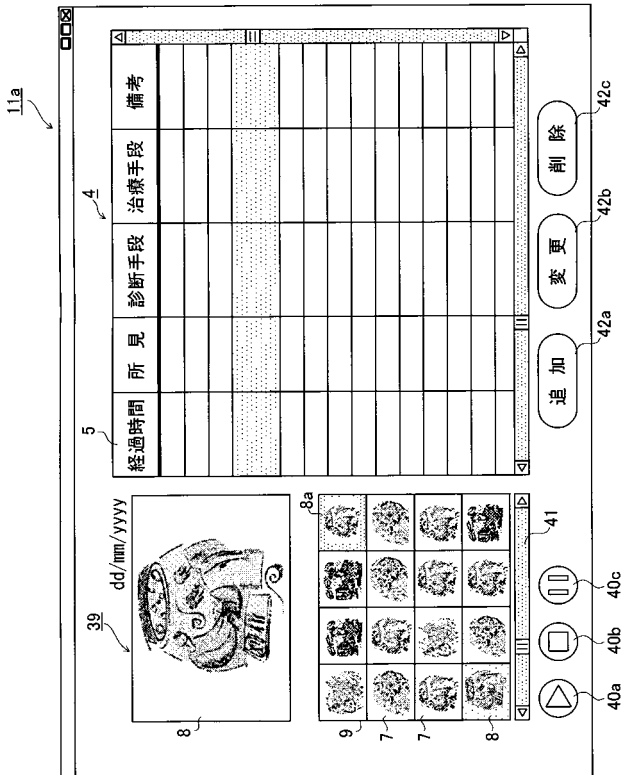 11a
39
dd/mm/yyyy
8
5
4
経過時間 所見 診断手段 治療手段 備考
9
7
7
8
8a
41
40a
40b
40c
追加
変更
削除
42a
42b
42c